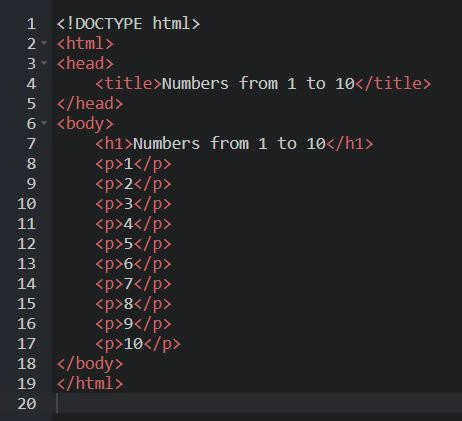 1 <!DOCTYPE html>
2 <html>
3 <head>
4     <title>Numbers from 1 to 10</title>
5 </head>
6 <body>
7     <h1>Numbers from 1 to 10</h1>
8     <p>1</p>
9     <p>2</p>
10     <p>3</p>
11     <p>4</p>
12     <p>5</p>
13     <p>6</p>
14     <p>7</p>
15     <p>8</p>
16     <p>9</p>
17     <p>10</p>
18 </body>
19 </html>
20